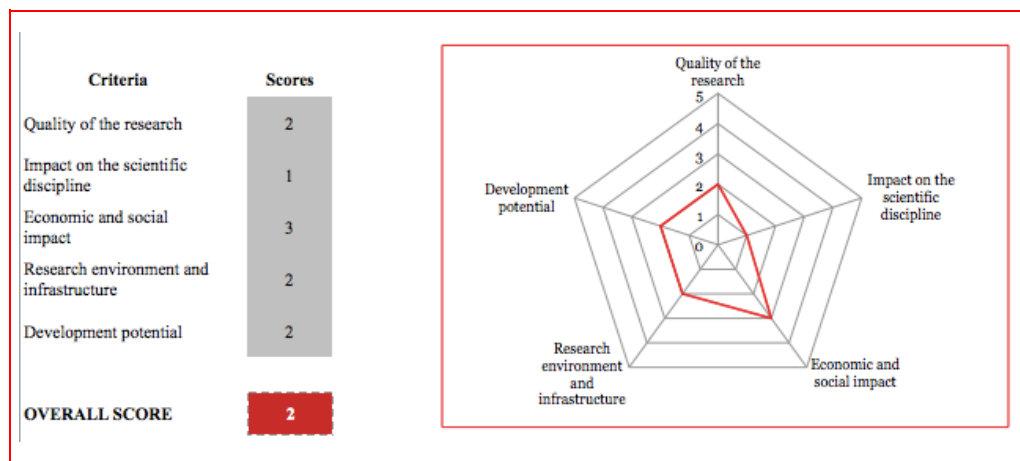 Criteria Scores
Quality of the research 2
Impact on the scientific
discipline 1
Economic and social
impact 3
Research environment and
infrastructure 2
Development potential 2
OVERALL SCORE 2
Quality of the
research
5
4
3
2
1
0
Impact on the
scientific
discipline
Economic and
social impact
Research
environment
and
infrastructure
Development
potential